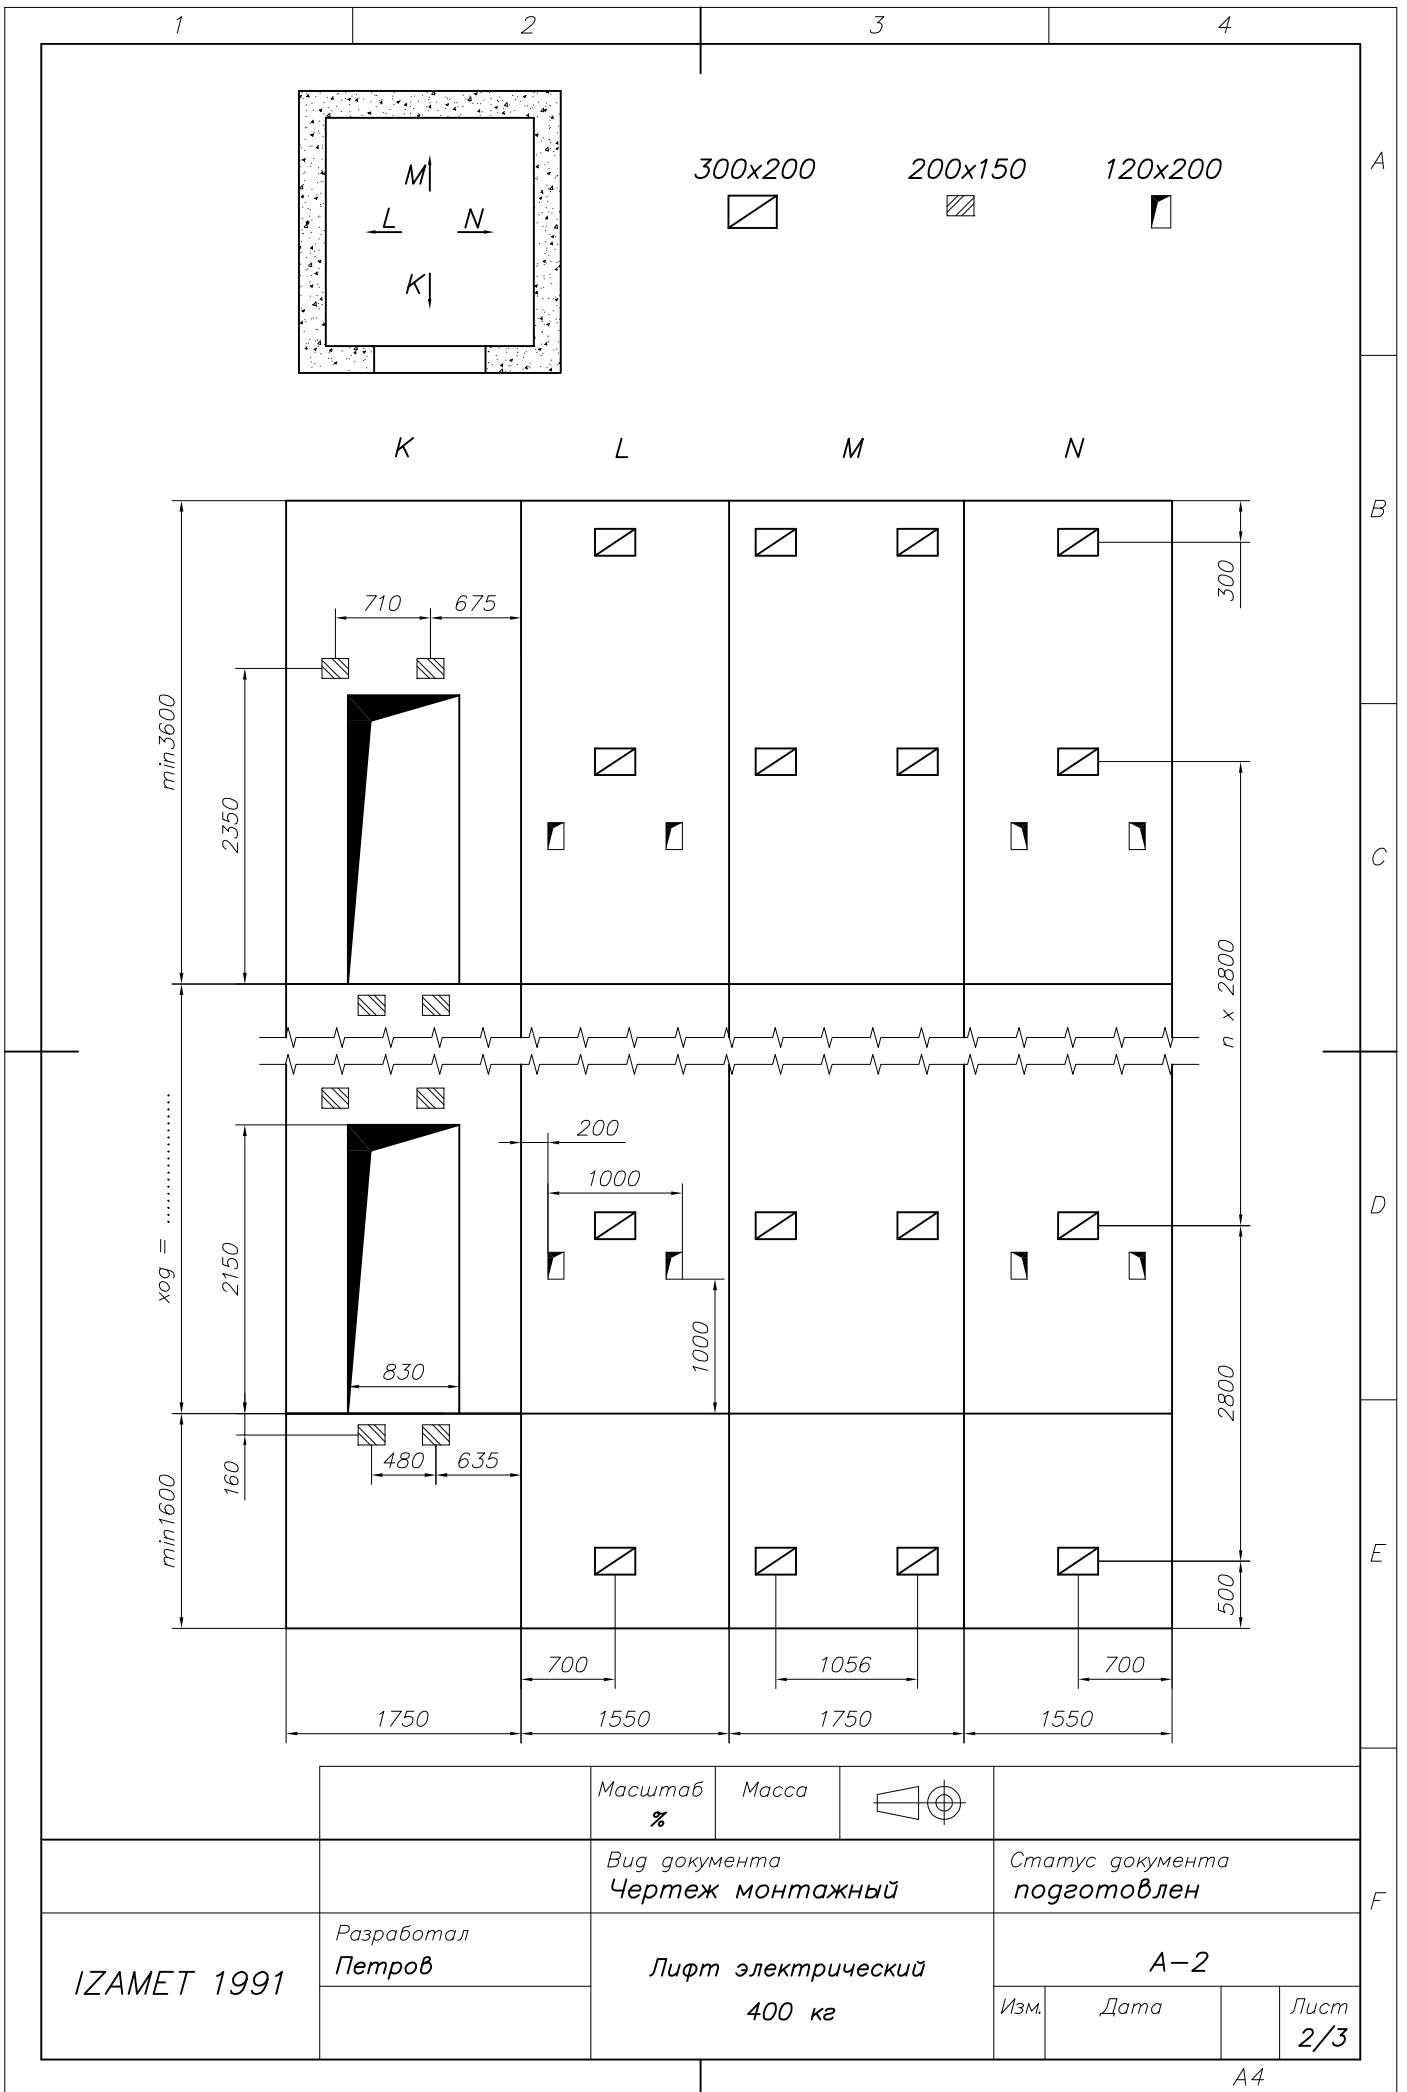 1 2 3 4
A
300x200 200x150 120x200
M
L N
K
K L M N
B
300
710 675
min3600
2350
C
n x 2800
ход = ................
200
1000
D
2150
1000
830
2800
480 635
160
min1600
E
500
700 1056 700
1750 1550 1750 1550
Масштаб Масса
%
Вид документа Статус документа
Чертеж монтажный подготовлен
F
Разработал
Петров
IZAMET 1991
Лифт электрический
400 кг
А-2
Изм. Дата Лист
2/3
A4